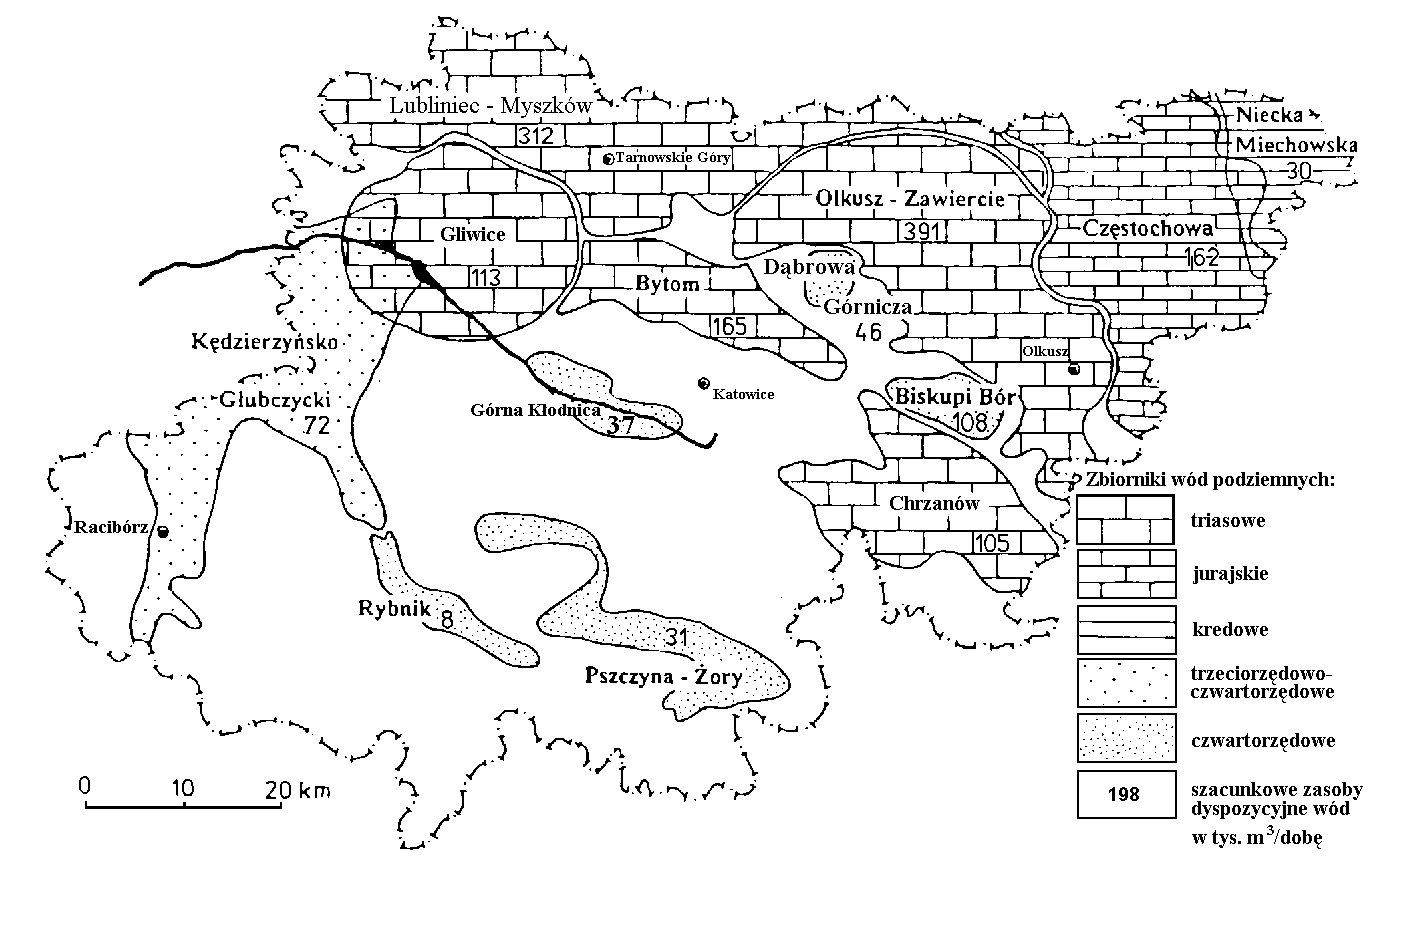 Lubliniec - Myszków
312
Tarnowskie Góry
Niecka
Miechowska
30
Olkusz - Zawiercie
391
Częstochowa
162
Gliwice
113
Bytom
165
Dąbrowa
Górnicza
46
Kędzierzyńsko
Głubczycki
72
Olkusz
Katowice
Górna Kłodnica
37
Biskupi Bór
108
Chrzanów
105
Racibórz
Rybnik
8
31
Pszczyna - Żory
Zbiorniki wód podziemnych:
triasowe
jurajskie
kredowe
trzeciorzędowo-
czwartorzędowe
czwartorzędowe
198
szacunkowe zasoby
dyspozycyjne wód
w tys. m³/dobę
0 10 20 km